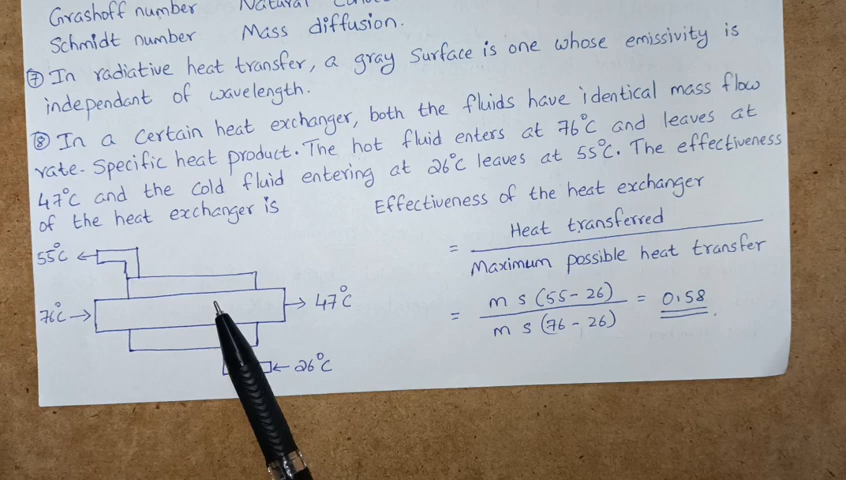 Grashoff number Natural
Schmidt number Mass diffusion.
⑦ In radiative heat transfer, a gray surface is one whose emissivity is
independant of wavelength.
⑧ In a certain heat exchanger, both the fluids have identical mass flow
rate - Specific heat product. The hot fluid enters at 76°C and leaves at
47°C and the cold fluid entering at 26°C leaves at 55°C. The effectiveness
of the heat exchanger is
Effectiveness of the heat exchanger
= Heat transferred
Maximum possible heat transfer
= m s (55 - 26) = 0.58
m s (76 - 26) .
55°C
76°C
47°C
26°C